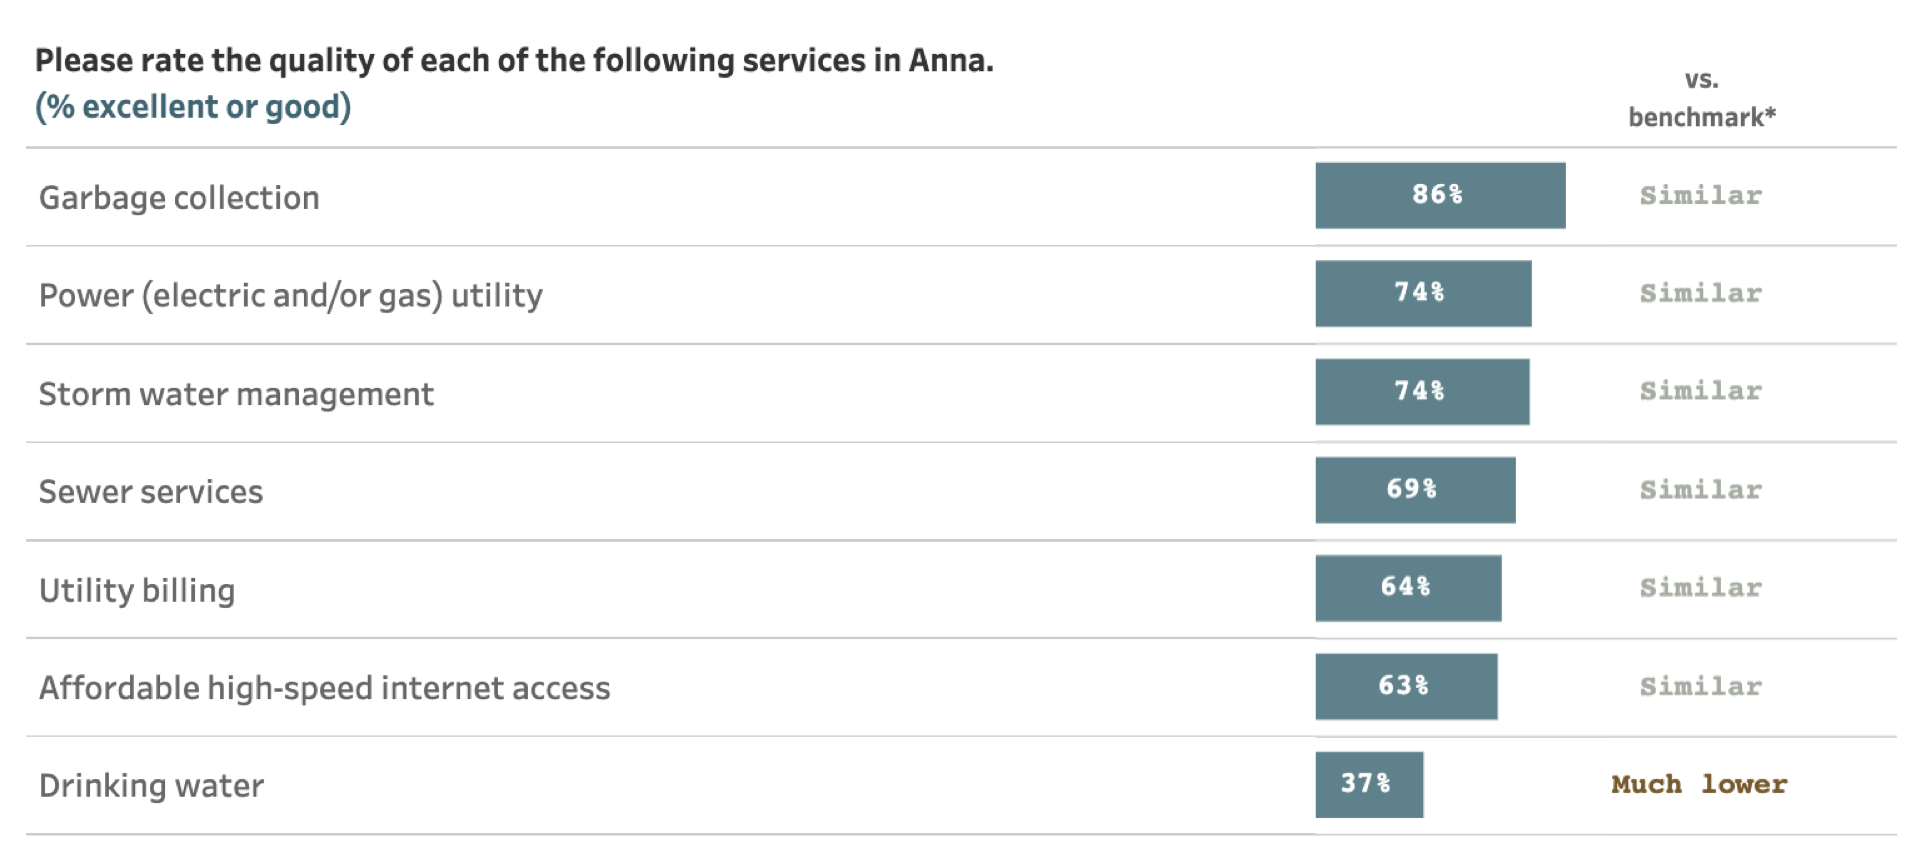 Please rate the quality of each of the following services in Anna.
(% excellent or good)
vs.
benchmark*
Garbage collection 86% Similar
Power (electric and/or gas) utility 74% Similar
Storm water management 74% Similar
Sewer services 69% Similar
Utility billing 64% Similar
Affordable high-speed internet access 63% Similar
Drinking water 37% Much lower